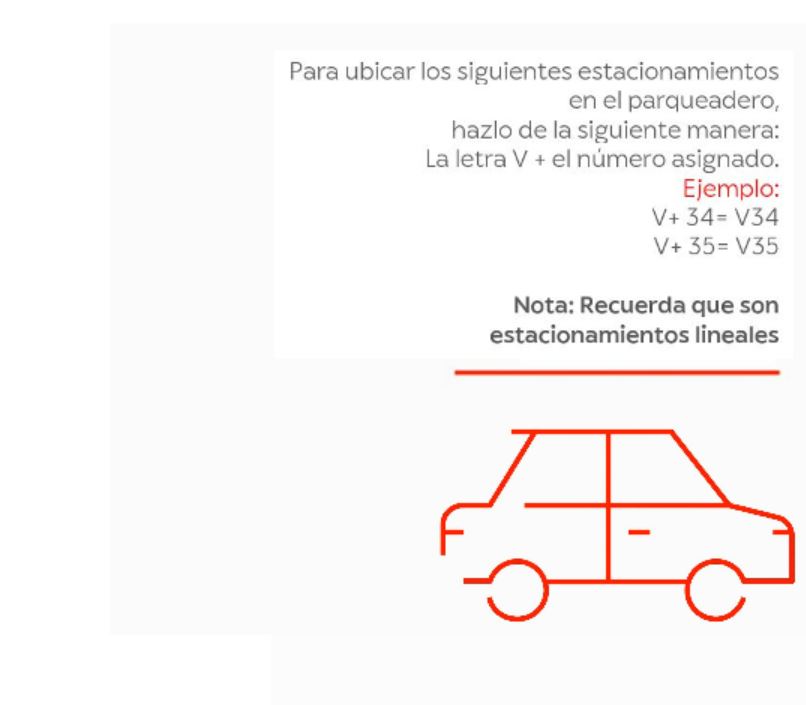 Para ubicar los siguientes estacionamientos
en el parqueadero,
hazlo de la siguiente manera:
La letra V + el número asignado.
Ejemplo:
V+ 34= V34
V+ 35= V35
Nota: Recuerda que son
estacionamientos lineales